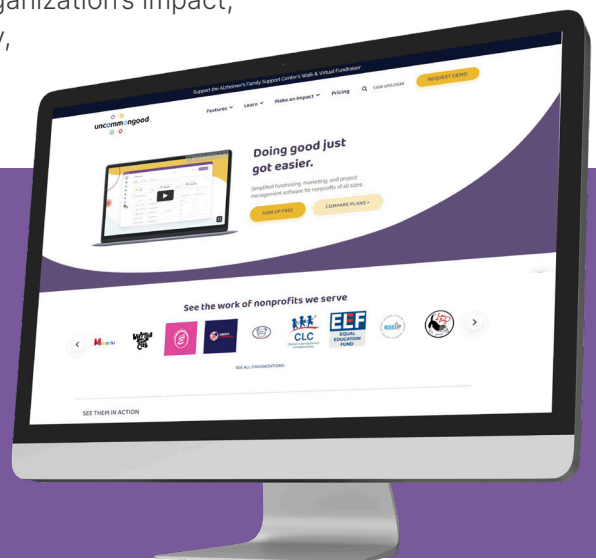 ganization's impact,
Support the Alzheimer's Family Support Center's Walk & Virtual Fundraiser
uncommongood
Features Learn Make an Impact Pricing SIGN UP/LOGIN REQUEST DEMO
Doing good just
got easier.
Simplified fundraising, marketing, and project
management software for nonprofits of all sizes.
SIGN UP FREE COMPARE PLANS >
See the work of nonprofits we serve
CLC
ELF
EQUAL
EDUCATION
FUND
RISEUP
SEE ALL ORGANIZATIONS
SEE THEM IN ACTION